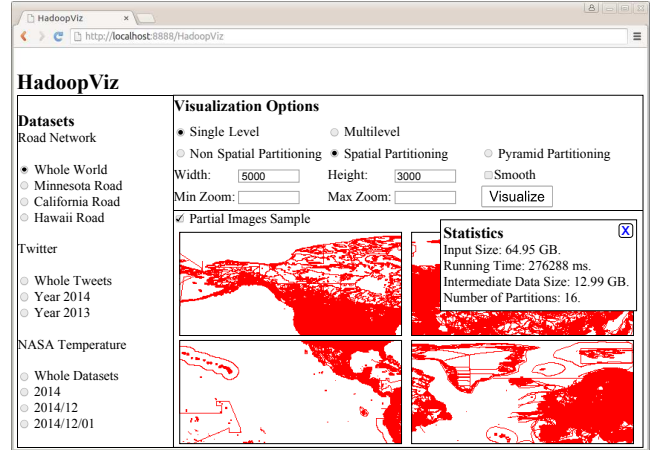 HadoopViz
http://localhost:8888/HadoopViz
HadoopViz
Datasets
Road Network
Whole World
Minnesota Road
California Road
Hawaii Road
Twitter
Whole Tweets
Year 2014
Year 2013
NASA Temperature
Whole Datasets
2014
2014/12
2014/12/01
Visualization Options
Single Level Multilevel
Non Spatial Partitioning Spatial Partitioning Pyramid Partitioning
Width: 5000 Height: 3000 Smooth
Min Zoom: Max Zoom: Visualize
Partial Images Sample
Statistics X
Input Size: 64.95 GB.
Running Time: 276288 ms.
Intermediate Data Size: 12.99 GB.
Number of Partitions: 16.